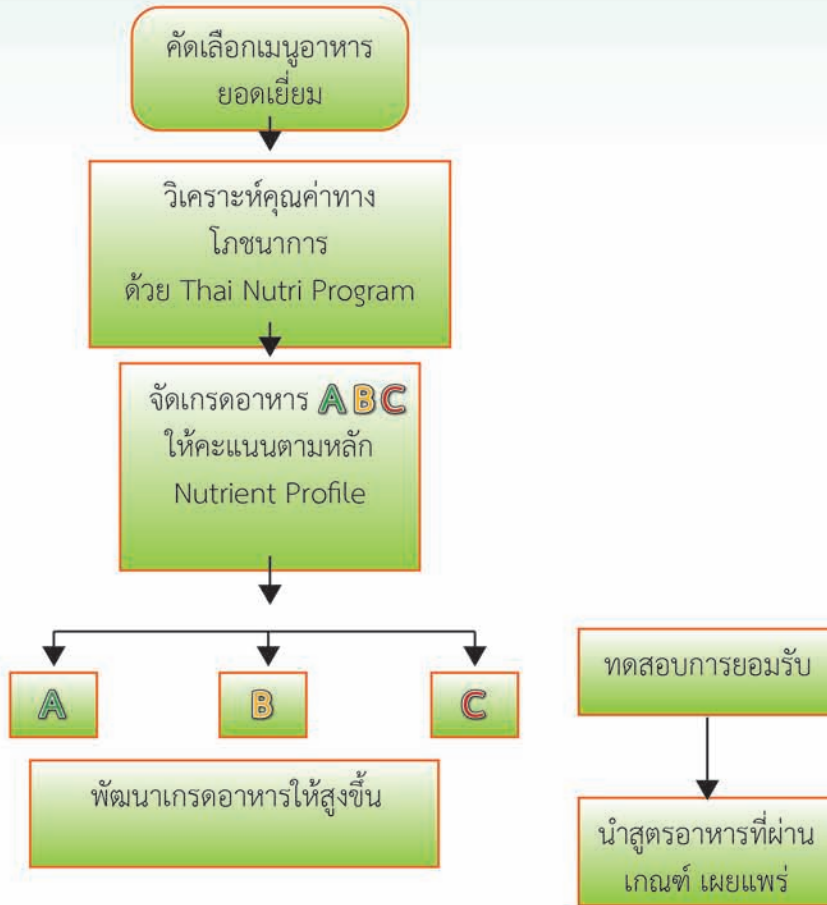 คัดเลือกเมนูอาหาร
ยอดเยี่ยม
วิเคราะห์คุณค่าทาง
โภชนาการ
ด้วย Thai Nutri Program
จัดเกรดอาหาร A B C
ให้คะแนนตามหลัก
Nutrient Profile
A
B
C
พัฒนาเกรดอาหารให้สูงขึ้น
ทดสอบการยอมรับ
นำสูตรอาหารที่ผ่าน
เกณฑ์ เผยแพร่